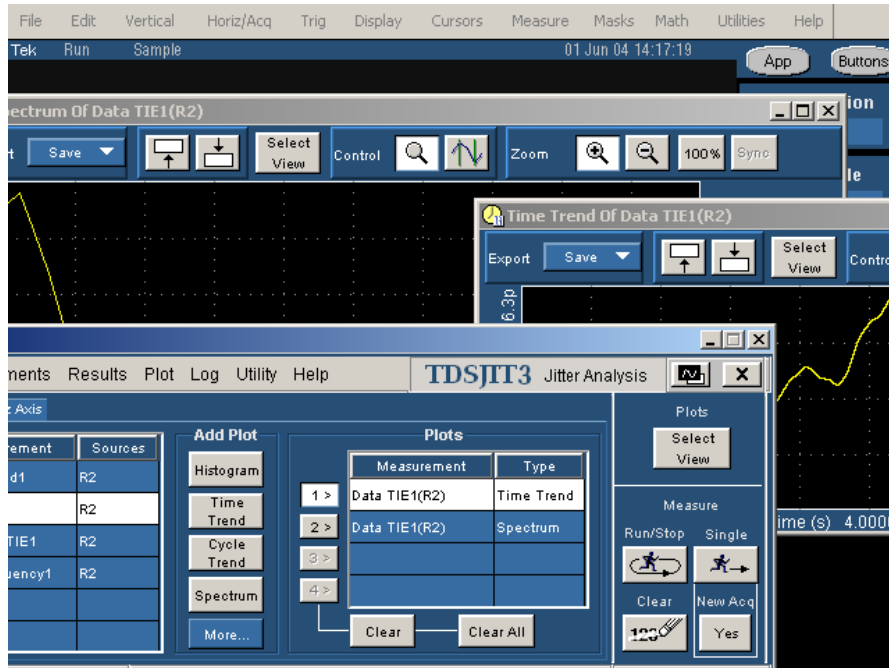 File Edit Vertical Horiz/Acq Trig Display Cursors Measure Masks Math Utilities Help
Tek Run Sample 01 Jun 04 14:17:19
App Buttons
ion
ectrum Of Data TIE1(R2)
t Save Select View Control Zoom 100% Sync
le
Time Trend Of Data TIE1(R2)
Export Save Select View Contro
6.3p
ments Results Plot Log Utility Help TDSJIT3 Jitter Analysis
z Axis
rement Sources
d1 R2
R2
TIE1 R2
uency1 R2
Add Plot
Histogram
Time Trend
Cycle Trend
Spectrum
More...
Plots
Measurement Type
1 > Data TIE1(R2) Time Trend
2 > Data TIE1(R2) Spectrum
3 >
4 >
Clear Clear All
Plots
Select View
Measure
Run/Stop Single
Clear New Acq
123 Yes
ime (s) 4.0000